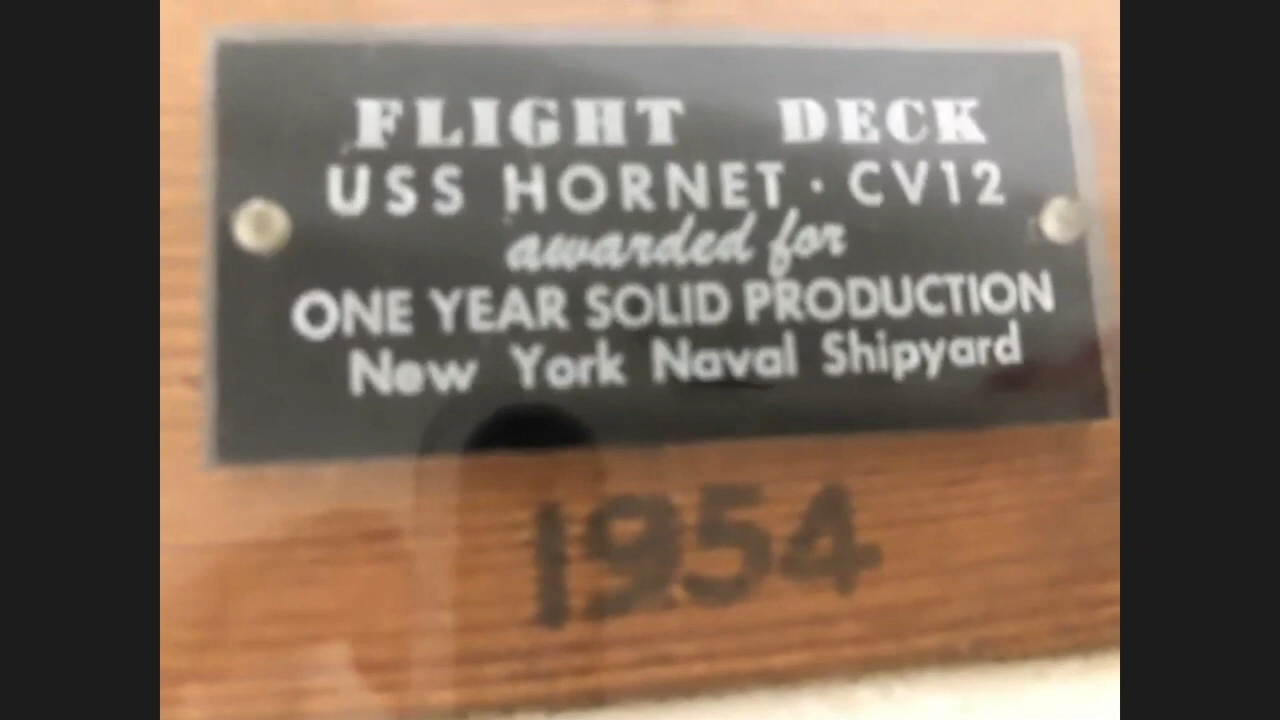 FLIGHT DECK
USS HORNET · CV12
awarded for
ONE YEAR SOLID PRODUCTION
New York Naval Shipyard
1954